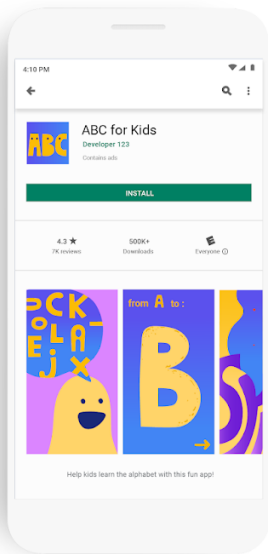 4:10 PM
ABC
ABC for Kids
Developer 123
Contains ads
INSTALL
4.3 ★
7K reviews
500K+
Downloads
E
Everyone
from A to:
B
Help kids learn the alphabet with this fun app!